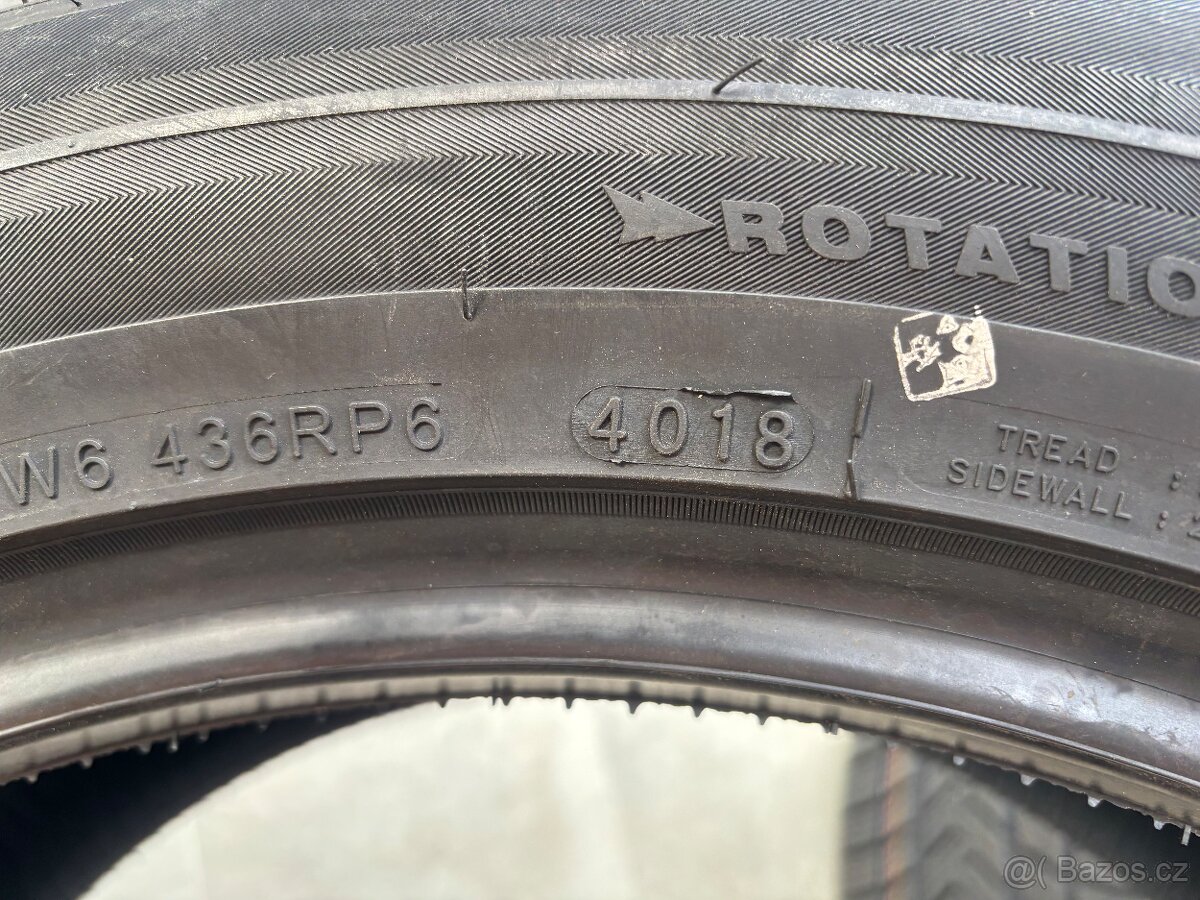 ROTATIO
W6 436RP6 4018
TREAD :
SIDEWALL :
@( Bazos.cz